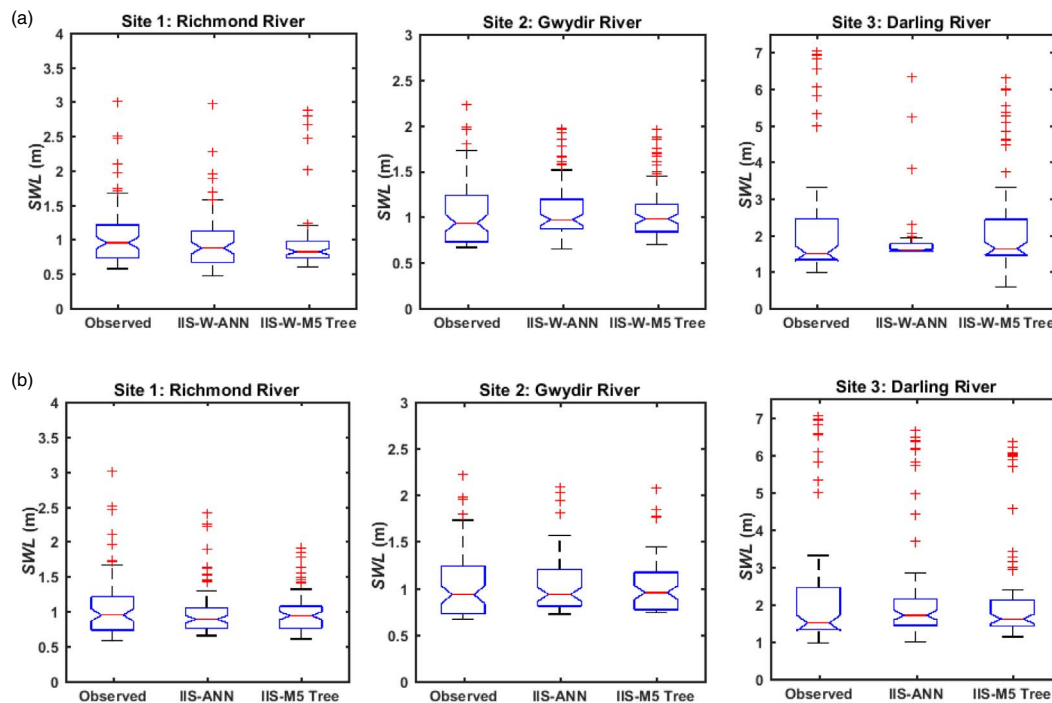 (a)
Site 1: Richmond River
Site 2: Gwydir River
Site 3: Darling River
SWL (m)
4
3.5
3
2.5
2
1.5
1
0.5
0
Observed IIS-W-ANN IIS-W-M5 Tree
SWL (m)
3
2.5
2
1.5
1
0.5
0
Observed IIS-W-ANN IIS-W-M5 Tree
SWL (m)
7
6
5
4
3
2
1
0
Observed IIS-W-ANN IIS-W-M5 Tree
(b)
Site 1: Richmond River
Site 2: Gwydir River
Site 3: Darling River
SWL (m)
4
3.5
3
2.5
2
1.5
1
0.5
0
Observed IIS-ANN IIS-M5 Tree
SWL (m)
3
2.5
2
1.5
1
0.5
0
Observed IIS-ANN IIS-M5 Tree
SWL (m)
7
6
5
4
3
2
1
0
Observed IIS-ANN IIS-M5 Tree